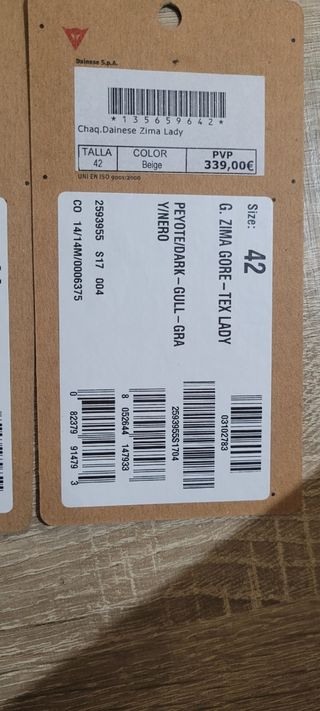 Dainese S.p.A.
*135659642*
Chaq.Dainese Zima Lady
TALLA COLOR PVP
42 Beige 339,00€
UNI EN ISO 9001/2000
Size: 42
G. ZIMA GORE-TEX LADY
PEYOTE/DARK-GULL-GRA
Y/NERO
2593955 S17 004
CO 14/14M/0006375
03102783
2593955S1704
8 052644 147933
0 82379 91479 3